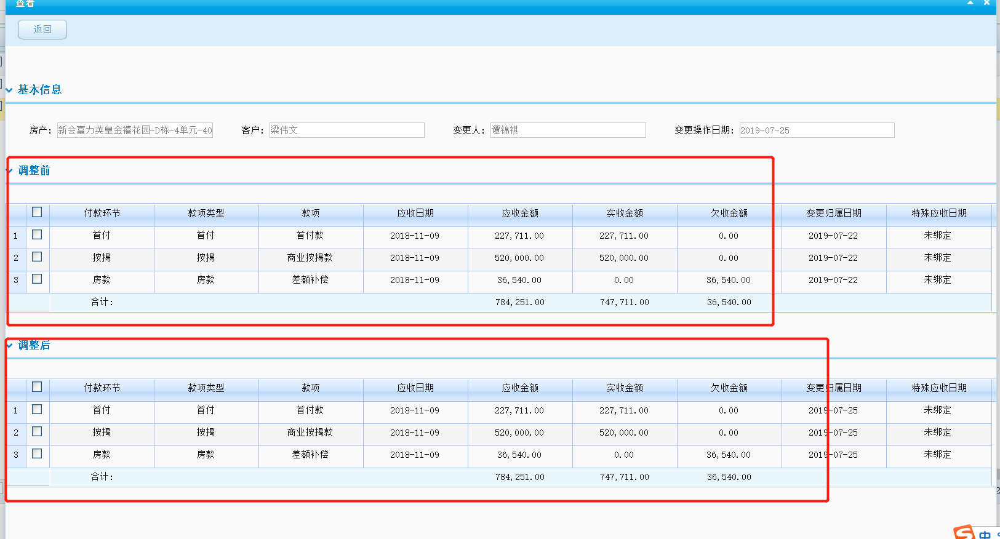 查看
返回
基本信息
房产： 新会富力英皇金禧花园-D栋-4单元-40 客户： 梁伟文 变更人： 谭锦祺 变更操作日期： 2019-07-25
调整前
付款环节 款项类型 款项 应收日期 应收金额 实收金额 欠收金额 变更归属日期 特殊应收日期
1 首付 首付 首付款 2018-11-09 227,711.00 227,711.00 0.00 2019-07-22 未绑定
2 按揭 按揭 商业按揭款 2018-11-09 520,000.00 520,000.00 0.00 2019-07-22 未绑定
3 房款 房款 差额补偿 2018-11-09 36,540.00 0.00 36,540.00 2019-07-22 未绑定
合计： 784,251.00 747,711.00 36,540.00
调整后
付款环节 款项类型 款项 应收日期 应收金额 实收金额 欠收金额 变更归属日期 特殊应收日期
1 首付 首付 首付款 2018-11-09 227,711.00 227,711.00 0.00 2019-07-25 未绑定
2 按揭 按揭 商业按揭款 2018-11-09 520,000.00 520,000.00 0.00 2019-07-25 未绑定
3 房款 房款 差额补偿 2018-11-09 36,540.00 0.00 36,540.00 2019-07-25 未绑定
合计： 784,251.00 747,711.00 36,540.00
中